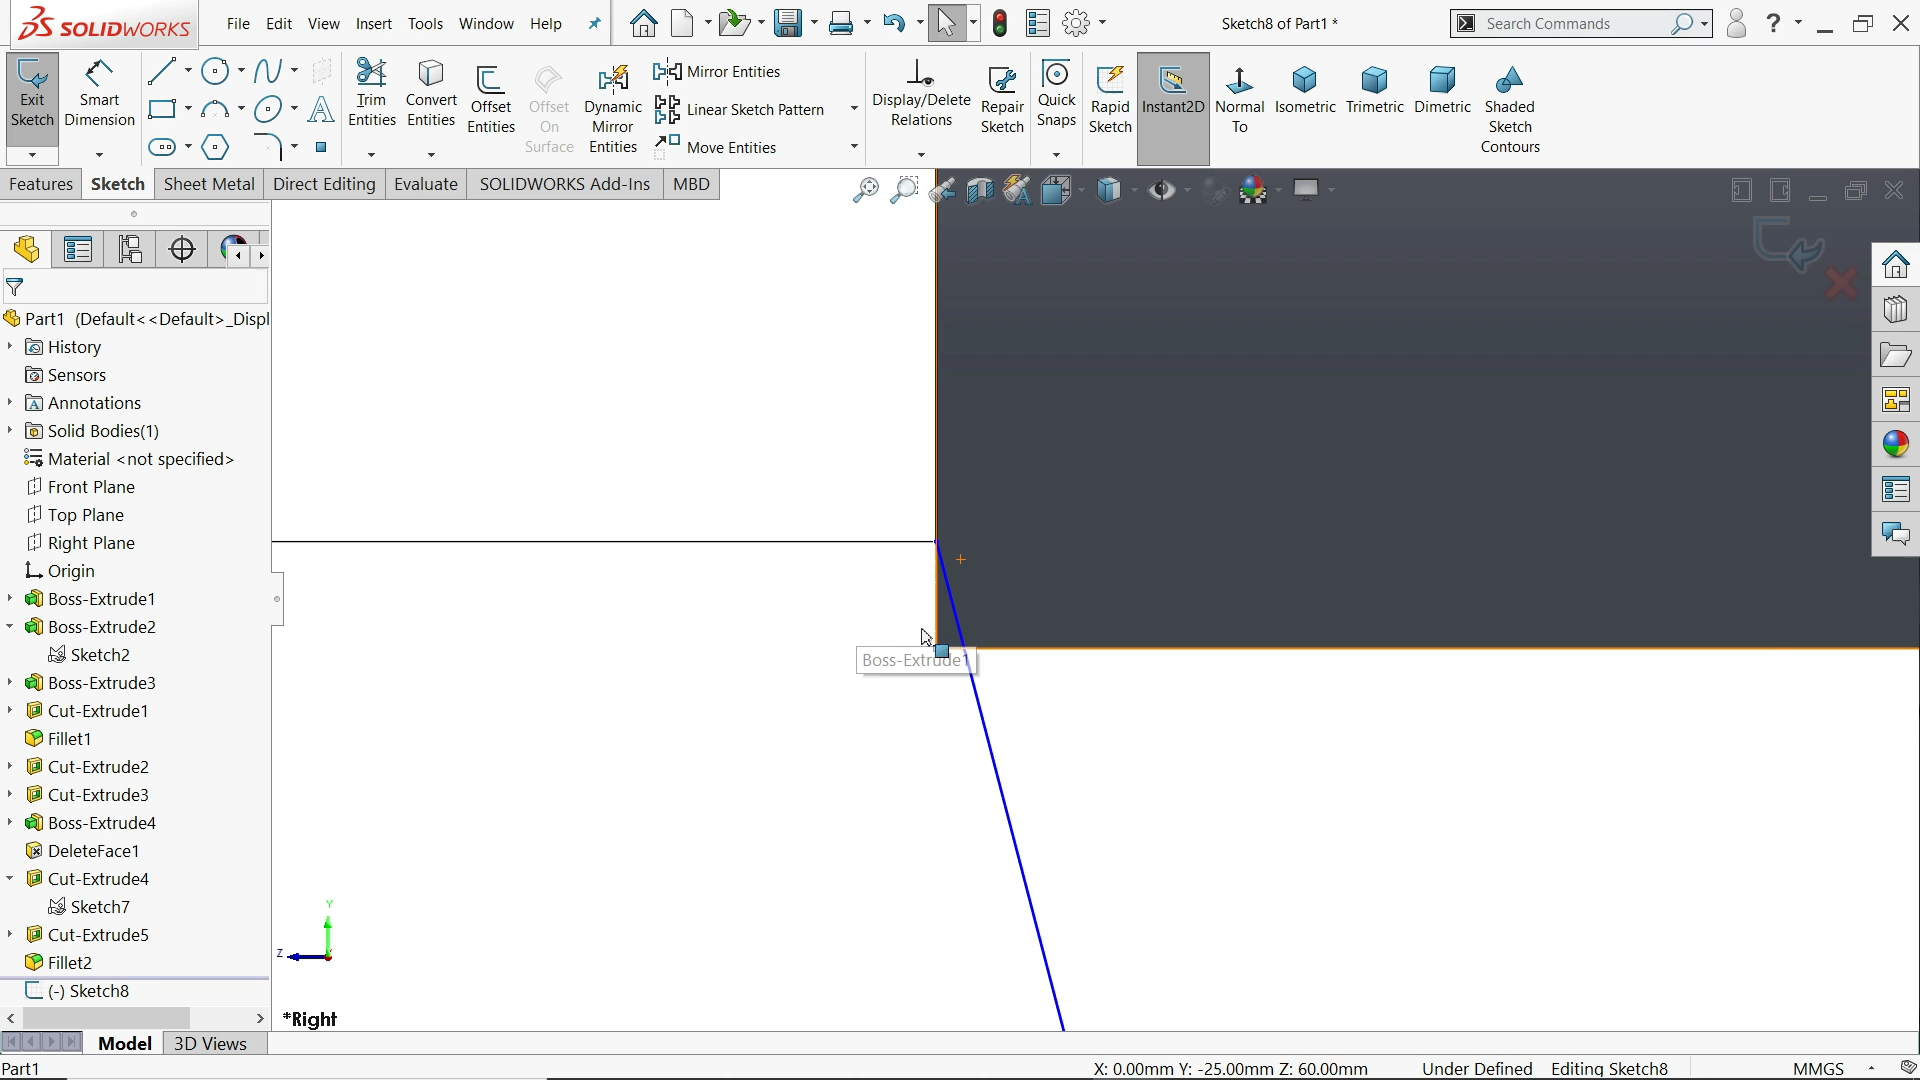 SOLIDWORKS
File Edit View Insert Tools Window Help
Sketch8 of Part1 *
Search Commands
Exit Sketch
Smart Dimension
Trim Entities
Convert Entities
Offset Entities
Offset On Surface
Dynamic Mirror Entities
Mirror Entities
Linear Sketch Pattern
Move Entities
Display/Delete Relations
Repair Sketch
Quick Snaps
Rapid Sketch
Instant2D
Normal To
Isometric
Trimetric
Dimetric
Shaded Sketch Contours
Features Sketch Sheet Metal Direct Editing Evaluate SOLIDWORKS Add-Ins MBD
Part1 (Default<<Default>_Displ
History
Sensors
Annotations
Solid Bodies(1)
Material <not specified>
Front Plane
Top Plane
Right Plane
Origin
Boss-Extrude1
Boss-Extrude2
Sketch2
Boss-Extrude3
Cut-Extrude1
Fillet1
Cut-Extrude2
Cut-Extrude3
Boss-Extrude4
DeleteFace1
Cut-Extrude4
Sketch7
Cut-Extrude5
Fillet2
(-) Sketch8
Boss-Extrude1
Y
Z
*Right
Model 3D Views
Part1
X: 0.00mm Y: -25.00mm Z: 60.00mm Under Defined Editing Sketch8 MMGS